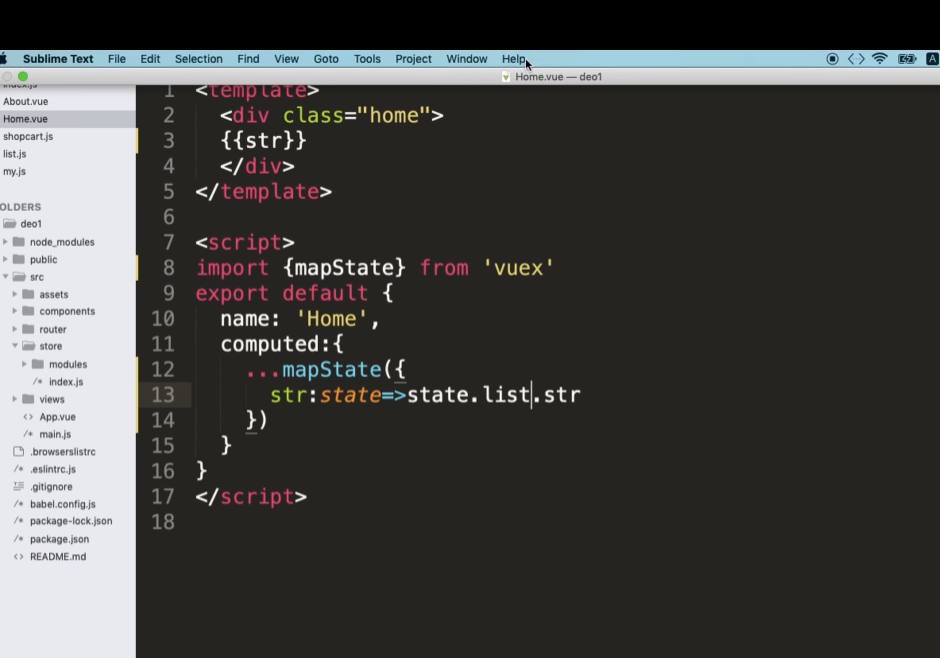 Sublime Text File Edit Selection Find View Goto Tools Project Window Help A
Home.vue — deo1
index.js
About.vue
Home.vue
shopcart.js
list.js
my.js
OLDERS
deo1
node_modules
public
src
assets
components
router
store
modules
/* index.js
views
<> App.vue
/* main.js
.browserslistrc
/* .eslintrc.js
.gitignore
/* babel.config.js
/* package-lock.json
/* package.json
<> README.md
1 <template>
2 <div class="home">
3 {{str}}
4 </div>
5 </template>
6
7 <script>
8 import {mapState} from 'vuex'
9 export default {
10 name: 'Home',
11 computed:{
12 ...mapState({
13 str:state=>state.list.str
14 })
15 }
16 }
17 </script>
18